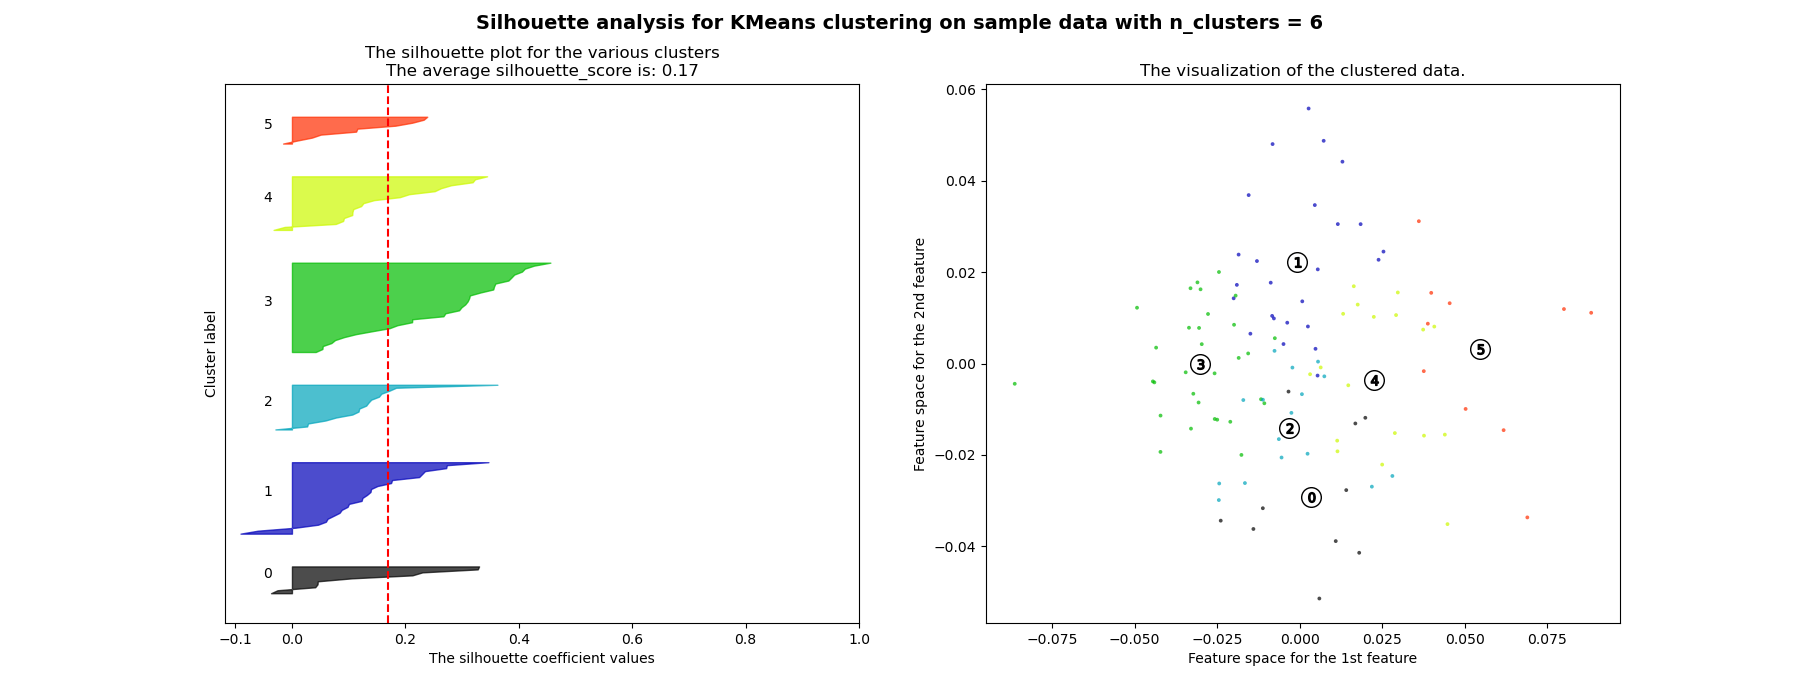 Silhouette analysis for KMeans clustering on sample data with n_clusters = 6
The silhouette plot for the various clusters
The average silhouette_score is: 0.17
5
4
3
2
1
0
Cluster label
−0.1 0.0 0.2 0.4 0.6 0.8 1.0
The silhouette coefficient values
The visualization of the clustered data.
0.06
0.04
0.02
0.00
−0.02
−0.04
Feature space for the 2nd feature
1
5
3
4
2
0
−0.075 −0.050 −0.025 0.000 0.025 0.050 0.075
Feature space for the 1st feature